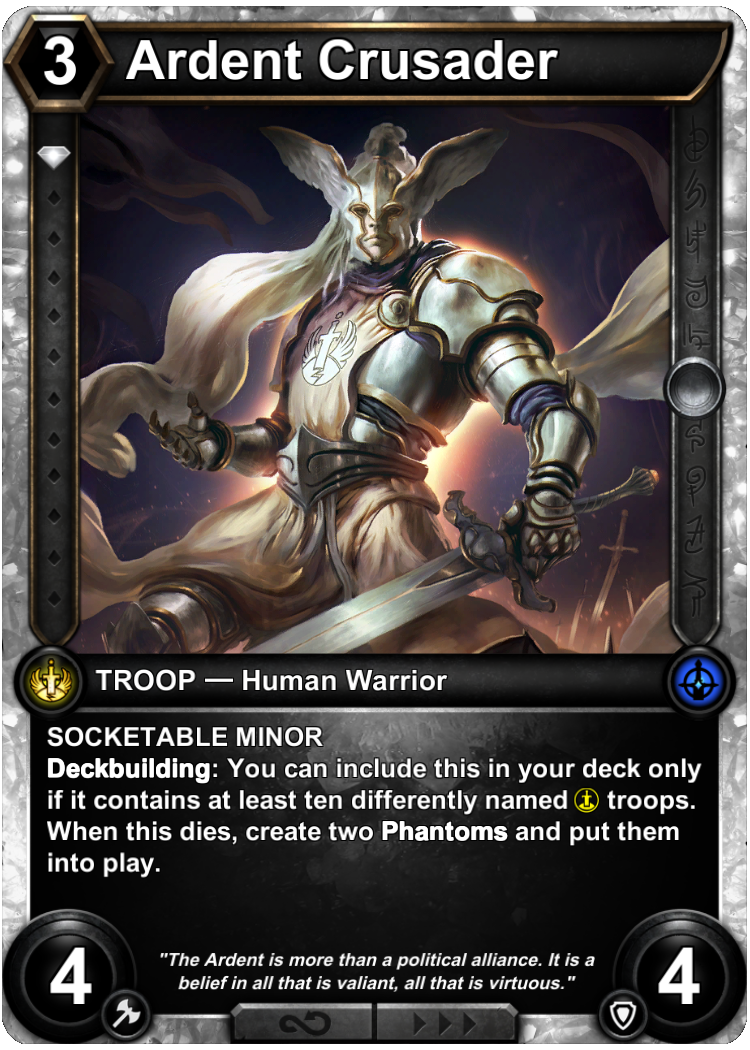 3
Ardent Crusader
TROOP — Human Warrior
SOCKETABLE MINOR
Deckbuilding: You can include this in your deck only
if it contains at least ten differently named troops.
When this dies, create two Phantoms and put them
into play.
"The Ardent is more than a political alliance. It is a
belief in all that is valiant, all that is virtuous."
4
4